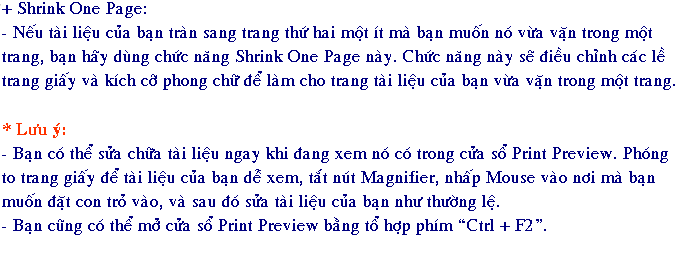 + Shrink One Page:
- Nếu tài liệu của bạn tràn sang trang thứ hai một ít mà bạn muốn nó vừa vặn trong một
trang, bạn hãy dùng chức năng Shrink One Page này. Chức năng này sẽ điều chỉnh các lề
trang giấy và kích cỡ phong chữ để làm cho trang tài liệu của bạn vừa vặn trong một trang.
* Lưu ý:
- Bạn có thể sửa chữa tài liệu ngay khi đang xem nó có trong cửa sổ Print Preview. Phóng
to trang giấy để tài liệu của bạn dễ xem, tắt nút Magnifier, nhấp Mouse vào nơi mà bạn
muốn đặt con trỏ vào, và sau đó sửa tài liệu của bạn như thường lệ.
- Bạn cũng có thể mở cửa sổ Print Preview bằng tổ hợp phím “Ctrl + F2”.